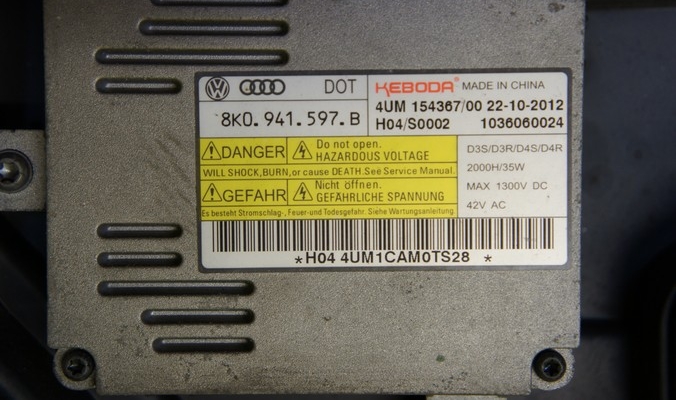 DOT
KEBODA® MADE IN CHINA
8K0.941.597.B
4UM 154367/00 22-10-2012
H04/S0002 1036060024
DANGER
Do not open.
HAZARDOUS VOLTAGE
WILL SHOCK,BURN,or cause DEATH.See Service Manual.
GEFAHR
Nicht öffnen.
GEFÄHRLICHE SPANNUNG
Es besteht Stromschlag-, Feuer-und Todesgefahr. Siehe Wertungsanleitung.
D3S/D3R/D4S/D4R
2000H/35W
MAX 1300V DC
42V AC
*H04 4UM1CAM0TS28 *